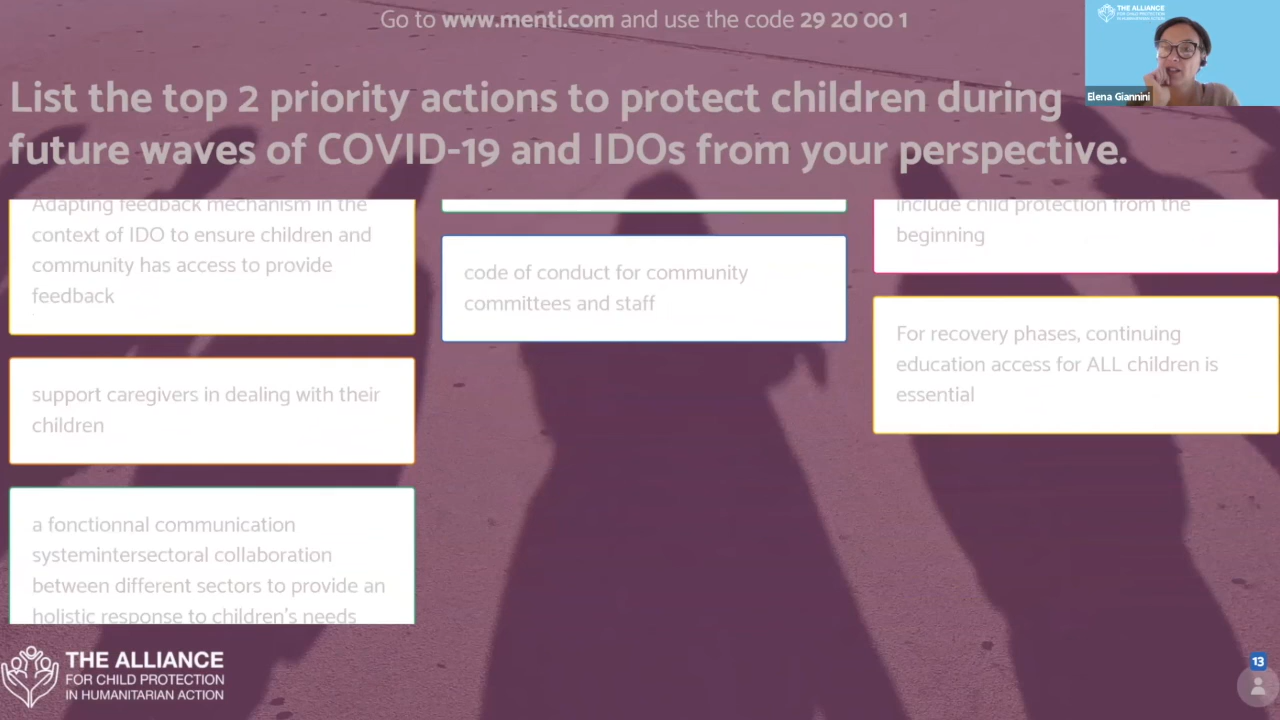 Go to www.menti.com and use the code 29 20 00 1
THE ALLIANCE
FOR CHILD PROTECTION
IN HUMANITARIAN ACTION
Elena Giannini
List the top 2 priority actions to protect children during
future waves of COVID-19 and IDOs from your perspective.
Adapting feedback mechanism in the
context of IDO to ensure children and
community has access to provide
feedback
support caregivers in dealing with their
children
a fonctionnal communication
systemintersectoral collaboration
between different sectors to provide an
holistic response to children's needs
code of conduct for community
committees and staff
include child protection from the
beginning
For recovery phases, continuing
education access for ALL children is
essential
THE ALLIANCE
FOR CHILD PROTECTION
IN HUMANITARIAN ACTION
13